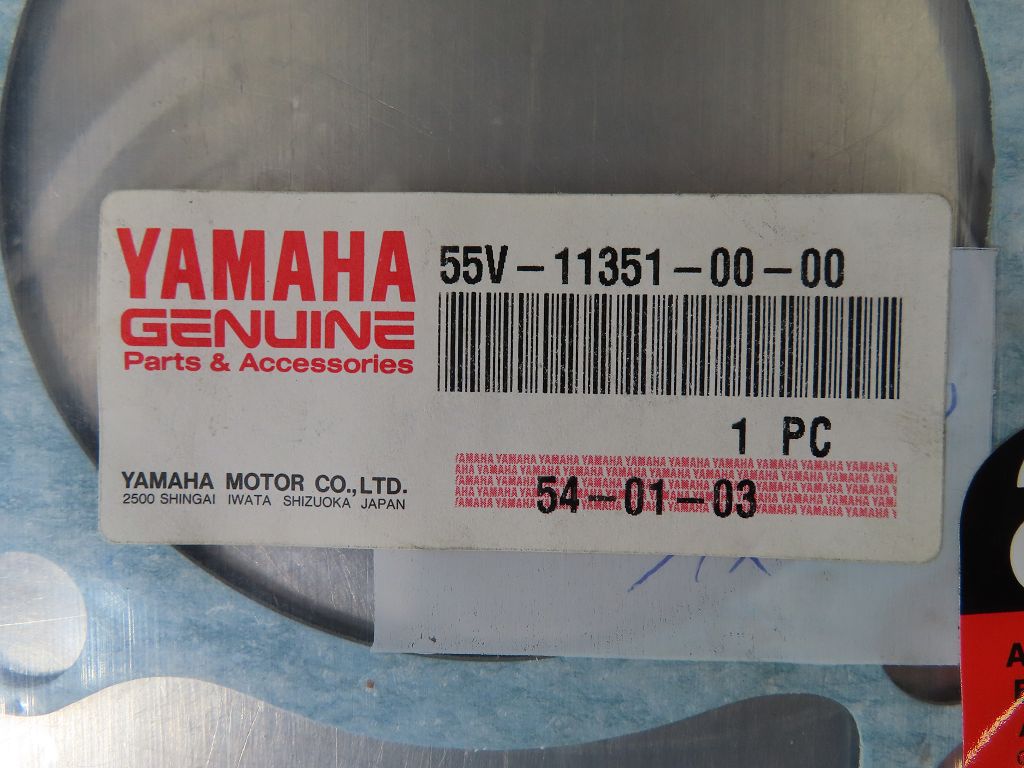 YAMAHA
GENUINE
Parts & Accessories
YAMAHA MOTOR CO.,LTD.
2500 SHINGAI IWATA SHIZUOKA JAPAN
55V-11351-00-00
1 PC
54-01-03